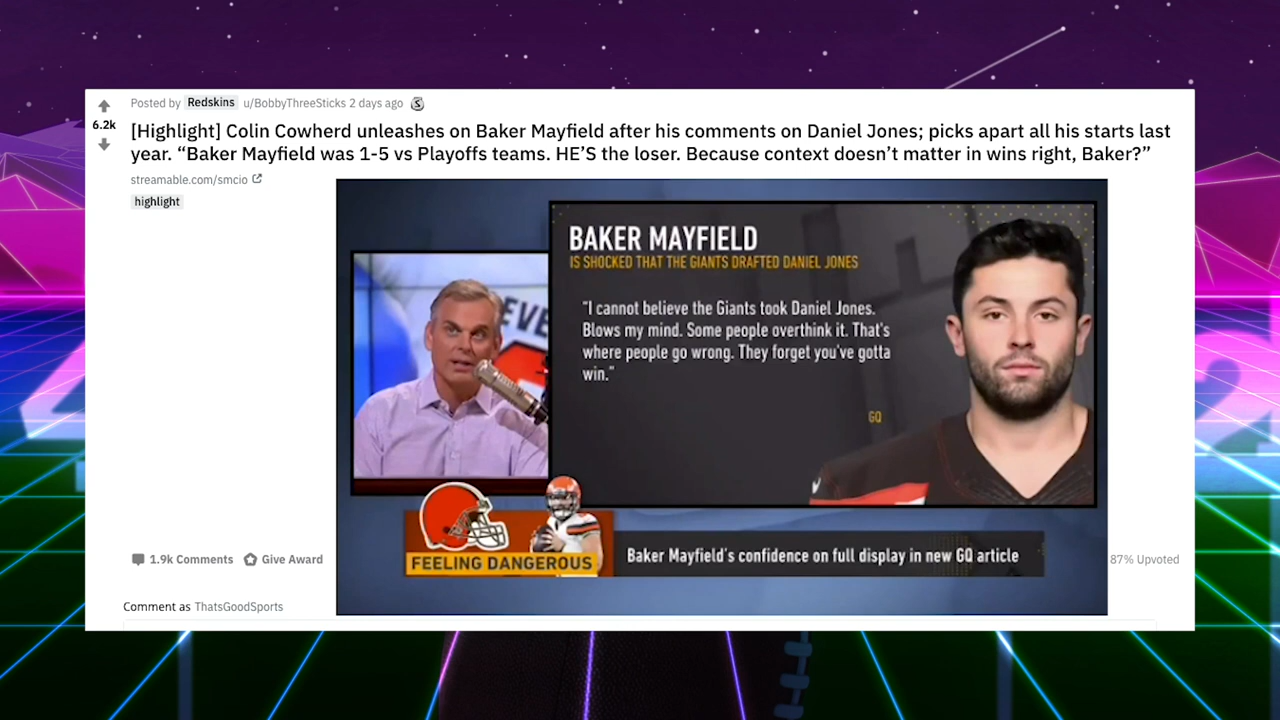 Posted by Redskins u/BobbyThreeSticks 2 days ago
6.2k
[Highlight] Colin Cowherd unleashes on Baker Mayfield after his comments on Daniel Jones; picks apart all his starts last
year. “Baker Mayfield was 1-5 vs Playoffs teams. HE’S the loser. Because context doesn’t matter in wins right, Baker?”
streamable.com/smcio
highlight
BAKER MAYFIELD
IS SHOCKED THAT THE GIANTS DRAFTED DANIEL JONES
"I cannot believe the Giants took Daniel Jones.
Blows my mind. Some people overthink it. That's
where people go wrong. They forget you've gotta
win."
GQ
FEELING DANGEROUS
Baker Mayfield's confidence on full display in new GQ article
1.9k Comments Give Award
87% Upvoted
Comment as ThatsGoodSports